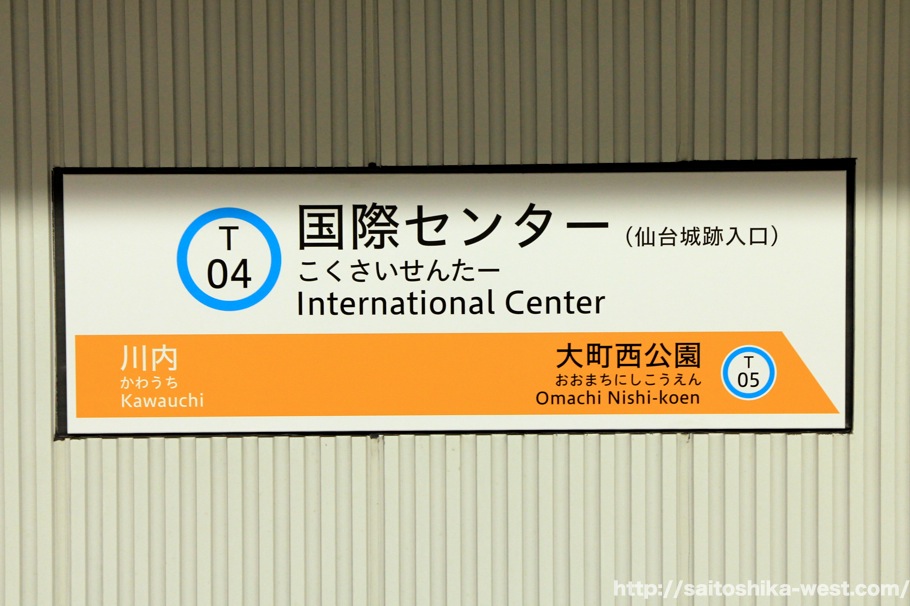 T
04
国際センター（仙台城跡入口）
こくさいせんたー
International Center
川内
かわうち
Kawauchi
大町西公園
おおまちにしこうえん
Omachi Nishi-koen
T
05
http://saitoshika-west.com/